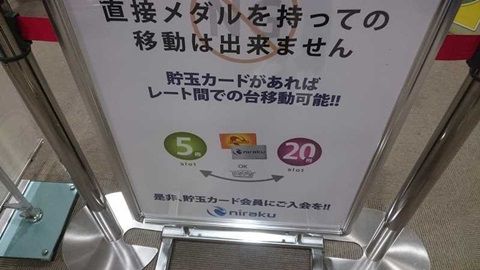 直接メダルを持っての
移動は出来ません
貯玉カードがあれば
レート間での台移動可能!!
5
slot
niraku
OK
20
slot
是非、貯玉カード会員にご入会を!!
niraku